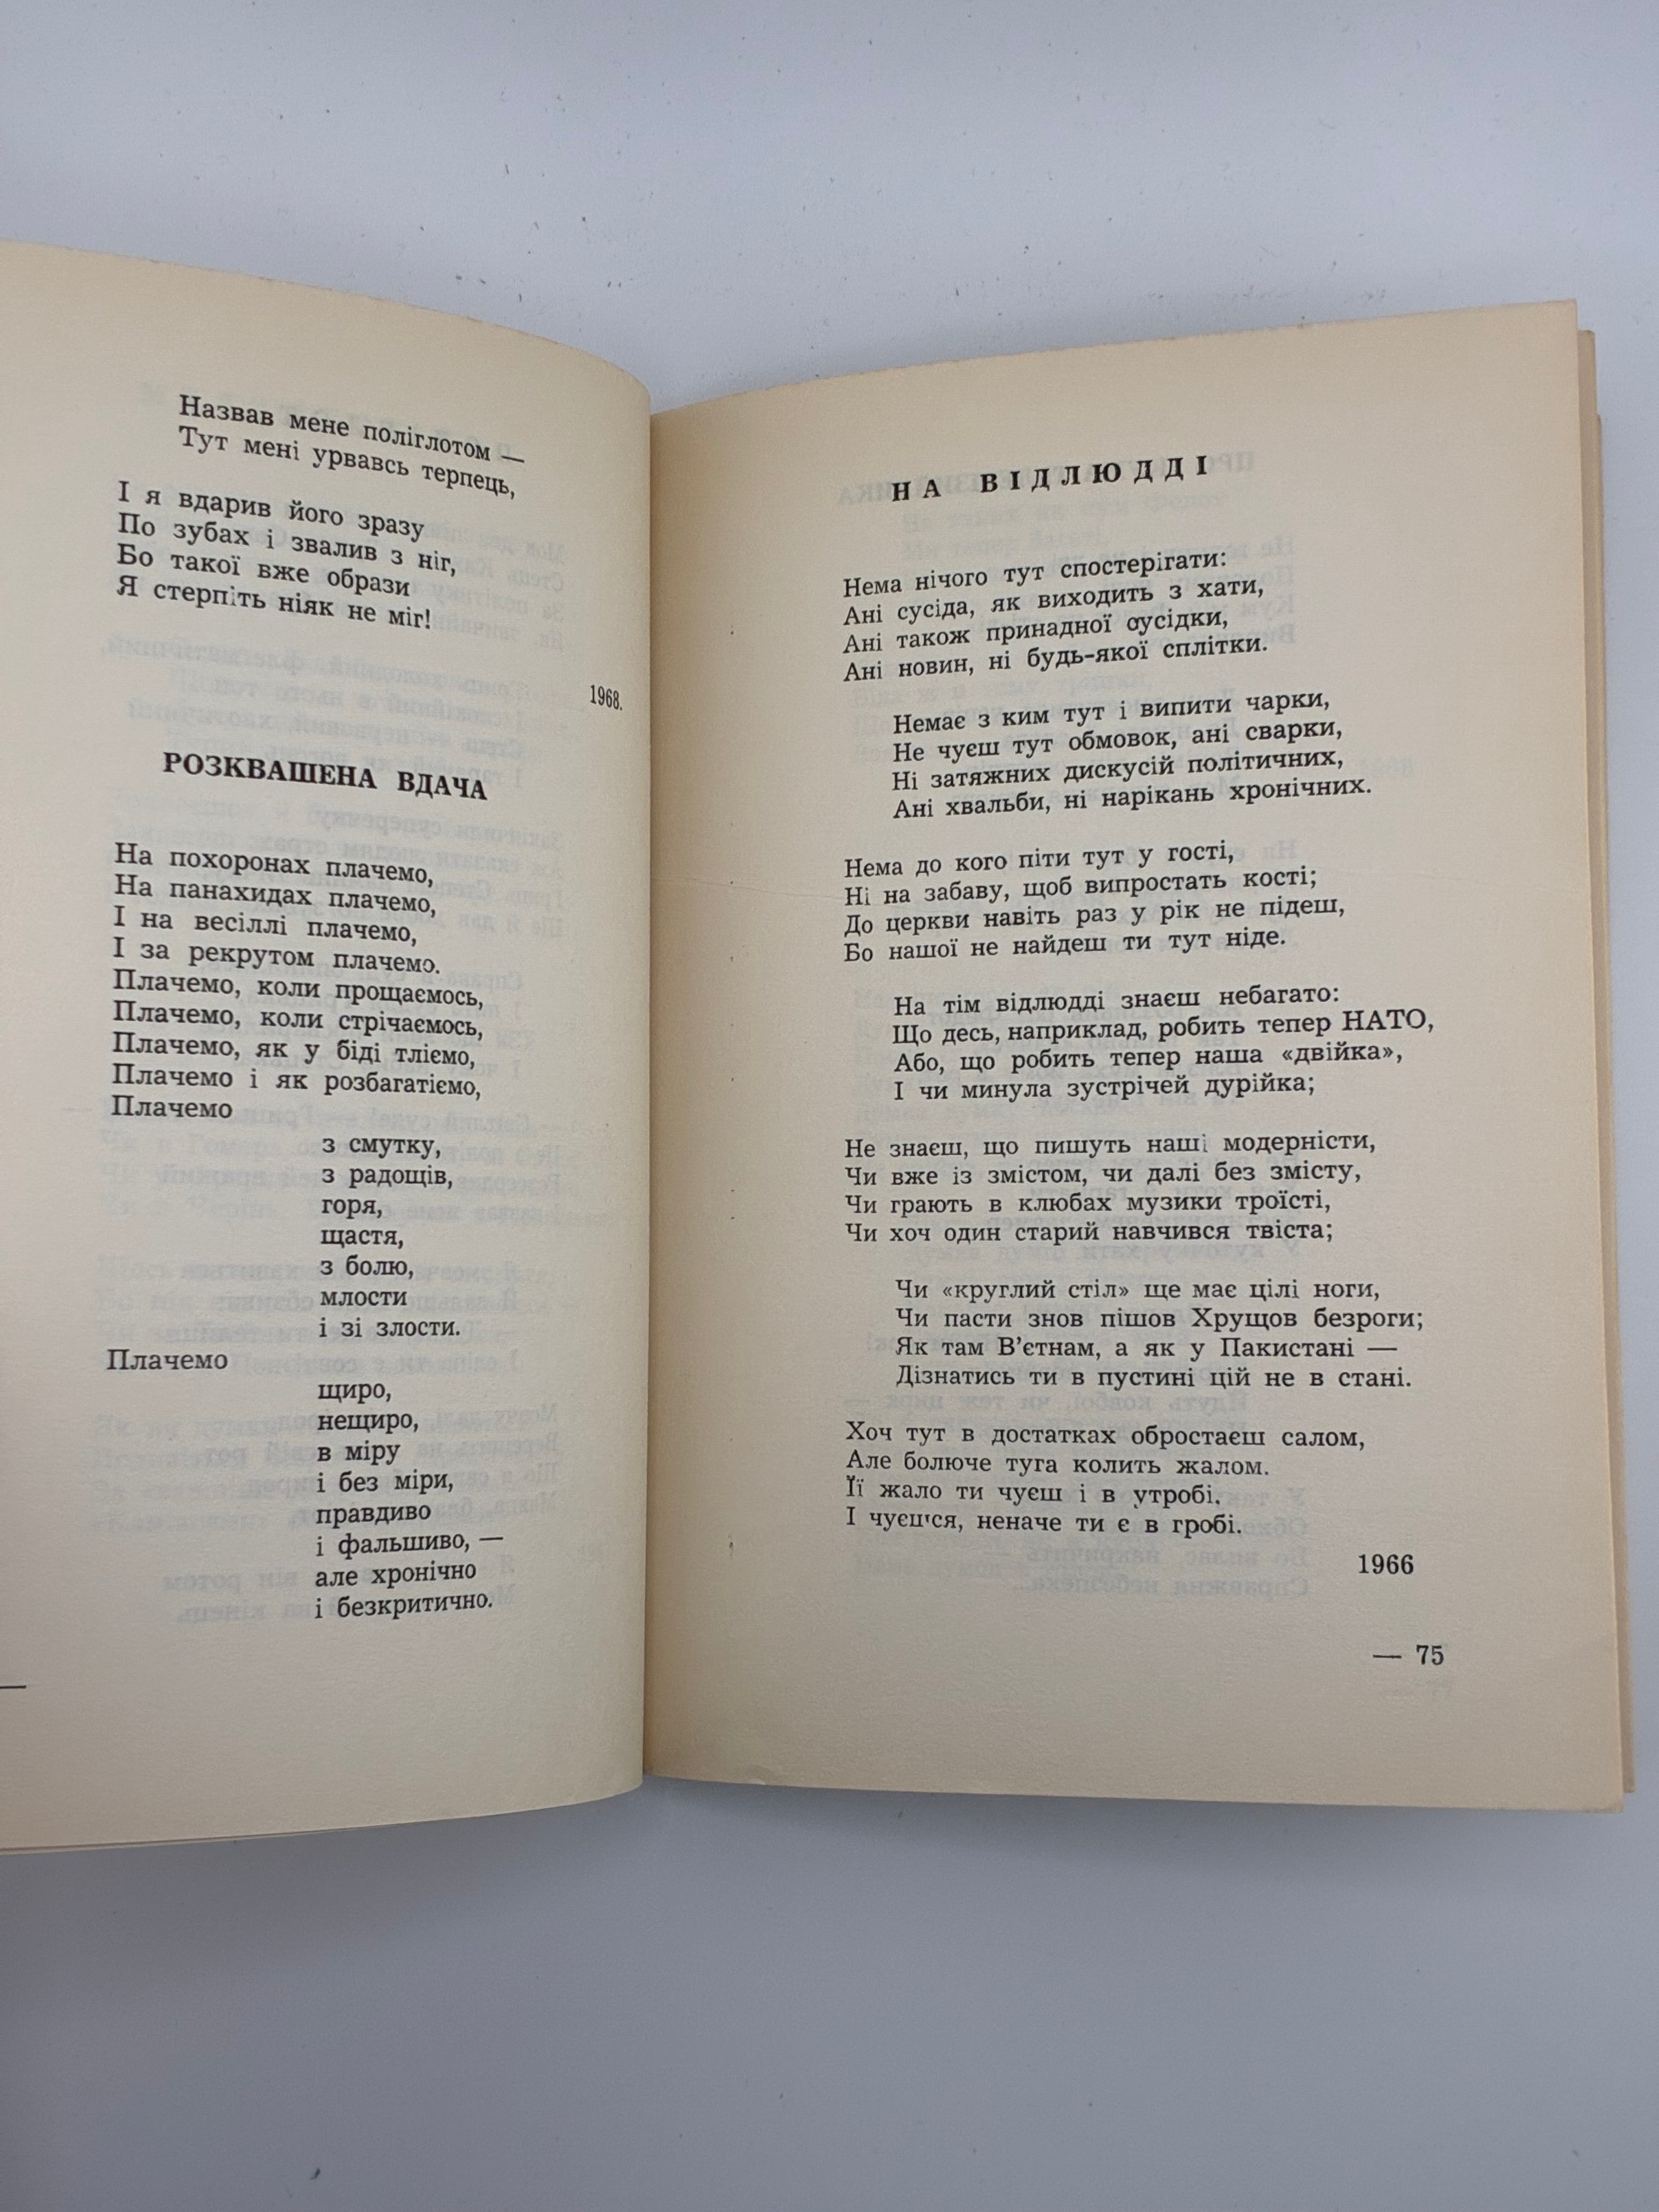 Назвав мене поліглотом —
Тут мені урвавсь терпець,
І я вдарив його зразу
По зубах і звалив з ніг,
Бо такої вже образи
Я стерпіть ніяк не міг!
1968.
РОЗКВАШЕНА ВДАЧА
На похоронах плачемо,
На панахидах плачемо,
І на весіллі плачемо,
І за рекрутом плачемо.
Плачемо, коли прощаємось,
Плачемо, коли стрічаємось,
Плачемо, як у біді тліємо,
Плачемо і як розбагатіємо,
Плачемо
з смутку,
з радощів,
горя,
щастя,
з болю,
млости
і зі злости.
Плачемо
щиро,
нещиро,
в міру
і без міри,
правдиво
і фальшиво, —
але хронічно
і безкритично.
—
НА ВІДЛЮДДІ
Нема нічого тут спостерігати:
Ані сусіда, як виходить з хати,
Ані також принадної сусідки,
Ані новин, ні будь-якої сплітки.
Немає з ким тут і випити чарки,
Не чуєш тут обмовок, ані сварки,
Ні затяжних дискусій політичних,
Ані хвальби, ні нарікань хронічних.
Нема до кого піти тут у гості,
Ні на забаву, щоб випростать кості;
До церкви навіть раз у рік не підеш,
Бо нашої не найдеш ти тут ніде.
На тім відлюдді знаєш небагато:
Що десь, наприклад, робить тепер НАТО,
Або, що робить тепер наша «двійка»,
І чи минула зустрічей дурійка;
Не знаєш, що пишуть наші модерністи,
Чи вже із змістом, чи далі без змісту,
Чи грають в клюбах музики троїсті,
Чи хоч один старий навчився твіста;
Чи «круглий стіл» ще має цілі ноги,
Чи пасти знов пішов Хрущов безроги;
Як там В'єтнам, а як у Пакистані —
Дізнатись ти в пустині цій не в стані.
Хоч тут в достатках обростаєш салом,
Але болюче туга колить жалом.
Її жало ти чуєш і в утробі,
І чуєшся, неначе ти є в гробі.
1966
— 75